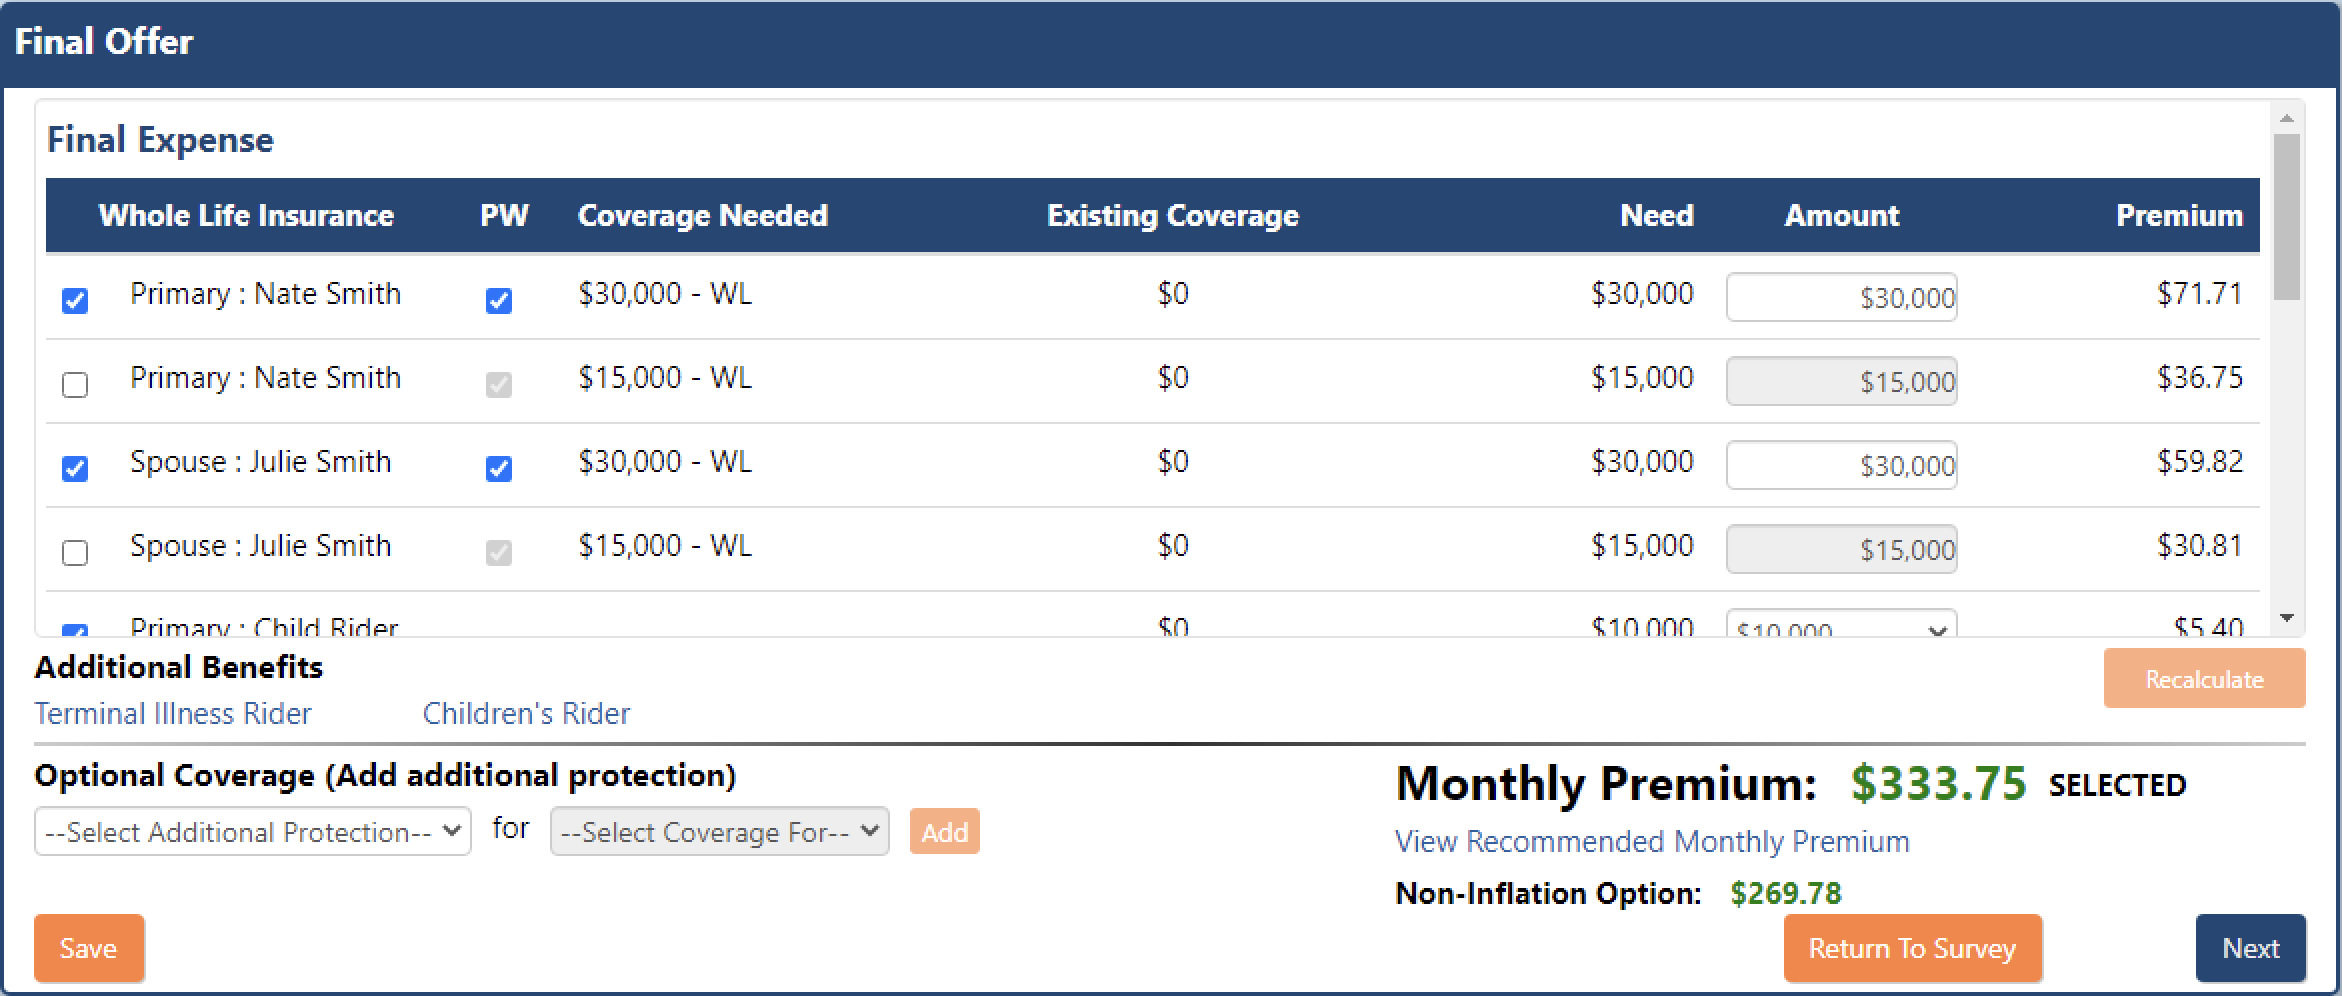 Final Offer
Final Expense
Whole Life Insurance PW Coverage Needed Existing Coverage Need Amount Premium
Primary : Nate Smith $30,000 - WL $0 $30,000 $30,000 $71.71
Primary : Nate Smith $15,000 - WL $0 $15,000 $15,000 $36.75
Spouse : Julie Smith $30,000 - WL $0 $30,000 $30,000 $59.82
Spouse : Julie Smith $15,000 - WL $0 $15,000 $15,000 $30.81
Primary : Child Rider $0 $10,000 $10,000 $5.40
Additional Benefits
Recalculate
Terminal Illness Rider Children's Rider
Optional Coverage (Add additional protection)
--Select Additional Protection-- for --Select Coverage For-- Add
Monthly Premium: $333.75 SELECTED
View Recommended Monthly Premium
Non-Inflation Option: $269.78
Save Return To Survey Next